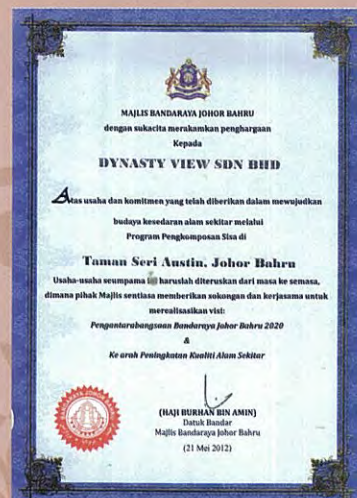 MAJLIS BANDARAYA JOHOR BAHRU
dengan sukacita merakamkan penghargaan
Kepada
DYNASTY VIEW SDN BHD
Atas usaha dan komitmen yang telah diberikan dalam mewujudkan
budaya kesedaran alam sekitar melalui
Program Pengkomposan Sisa di
Taman Seri Austin, Johor Bahru
Usaha-usaha seumpama ini haruslah diteruskan dari masa ke semasa,
dimana pihak Majlis sentiasa memberikan sokongan dan kerjasama untuk
merealisasikan visi:
Pengantarabangsaan Bandaraya Johor Bahru 2020
&
Ke arah Peningkatan Kualiti Alam Sekitar
(HAJI BURHAN BIN AMIN)
Datuk Bandar
Majlis Bandaraya Johor Bahru
(21 Mei 2012)